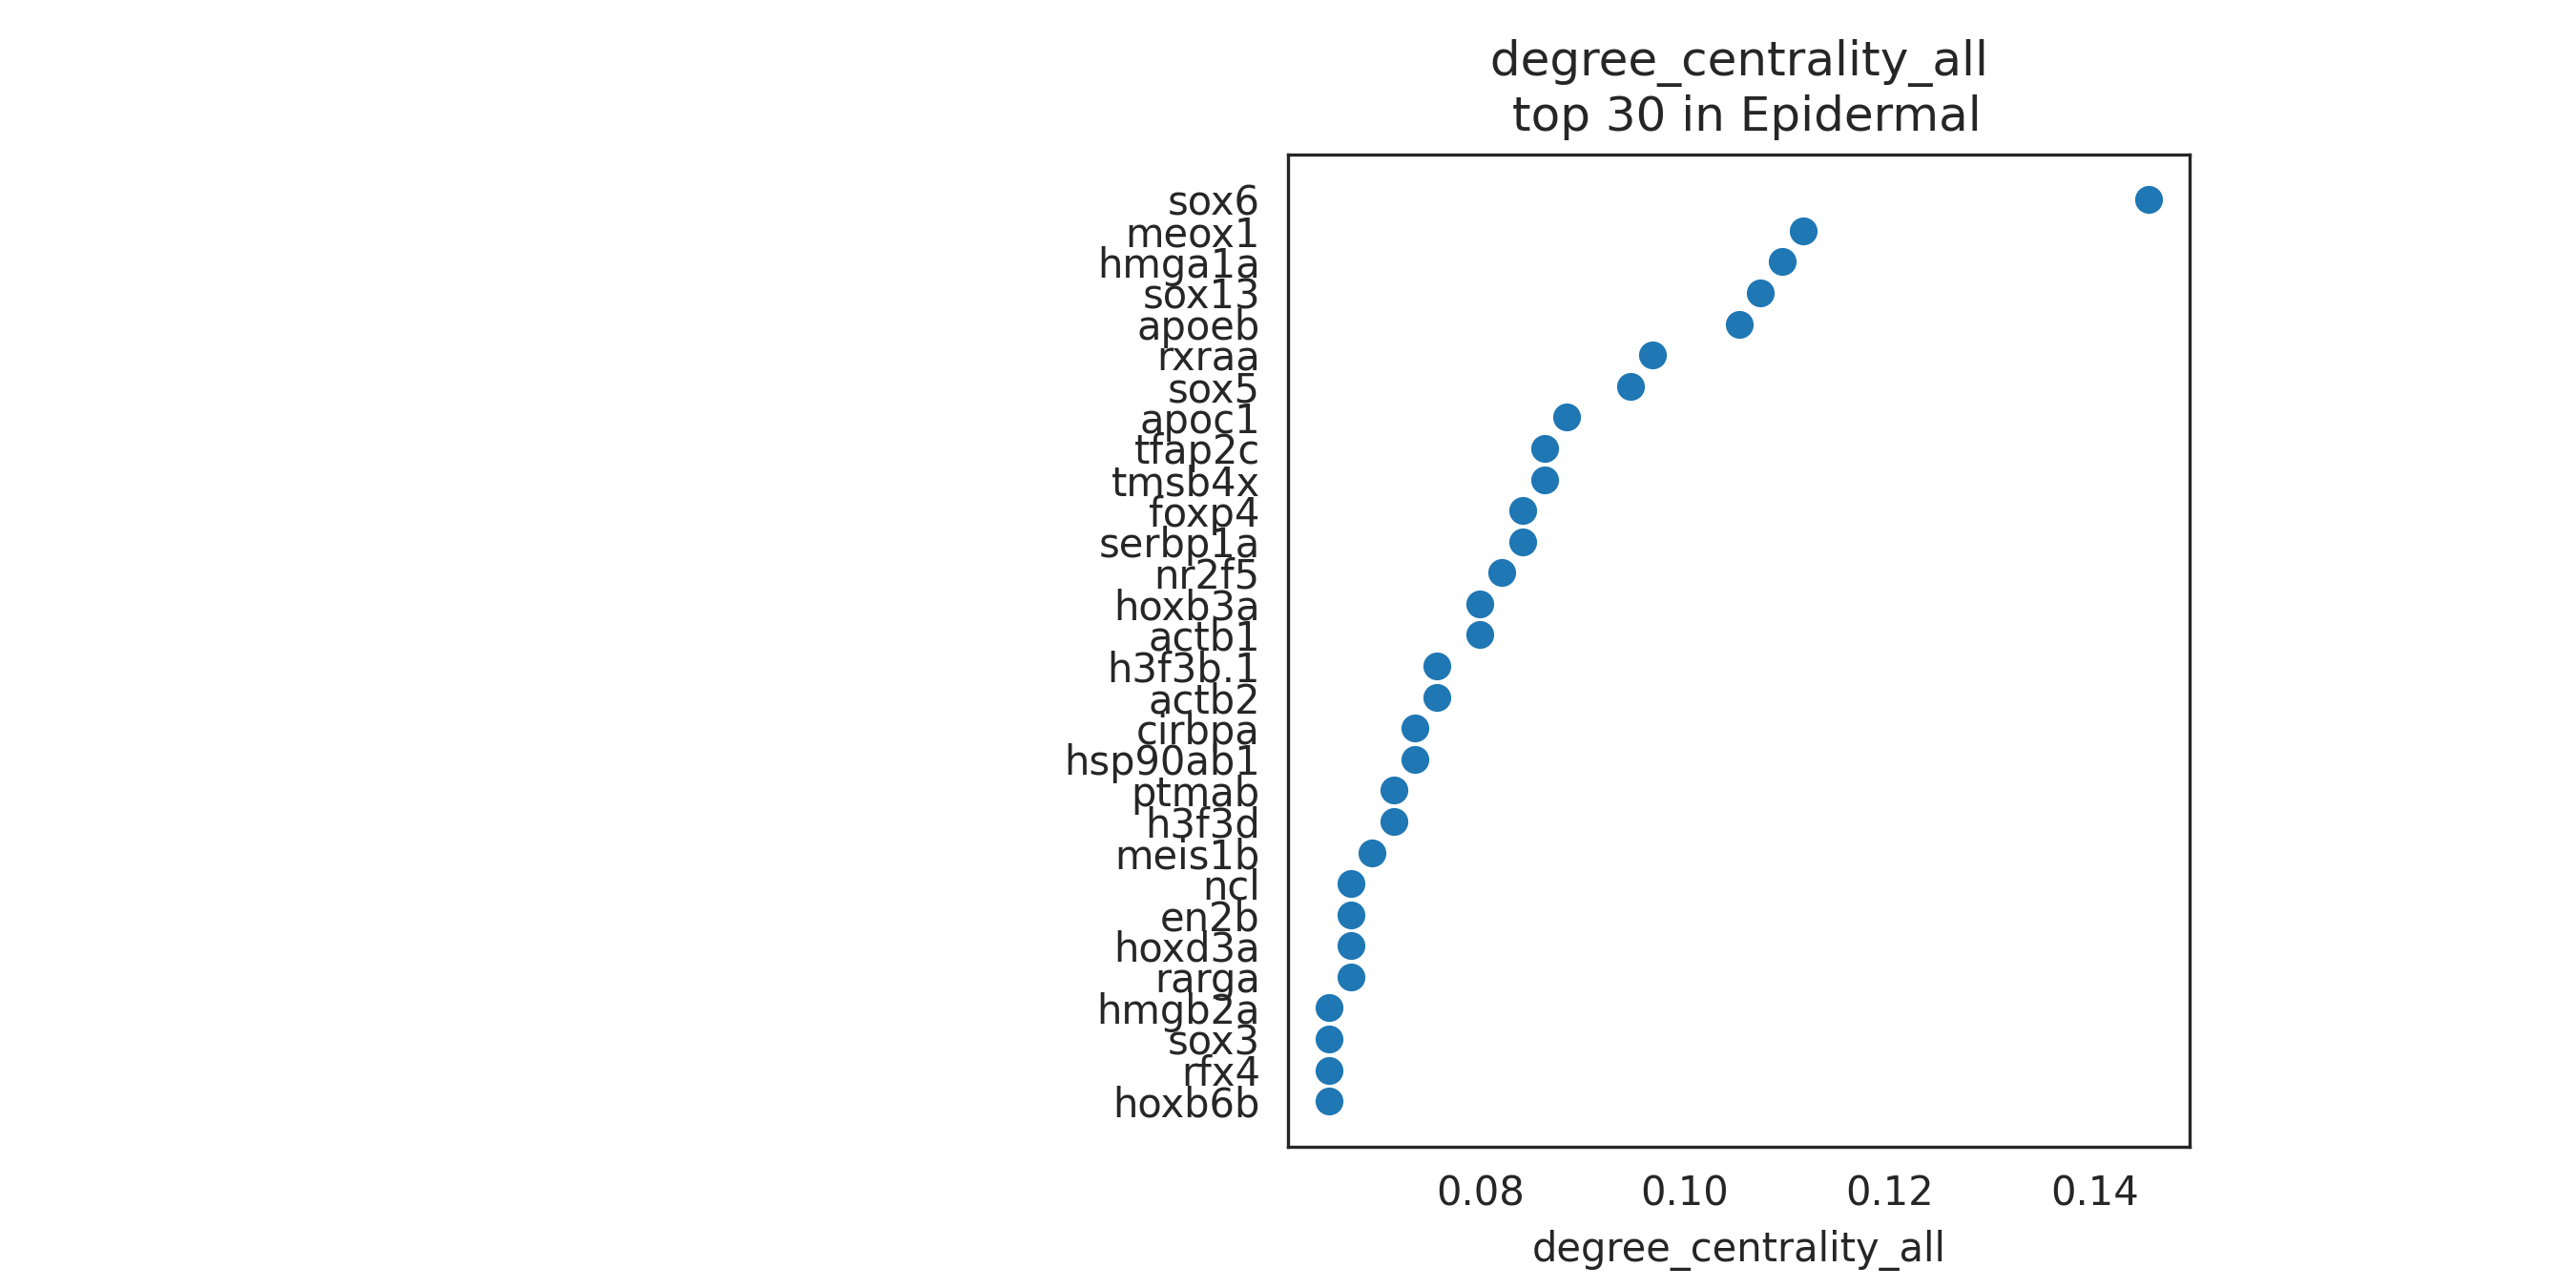 degree_centrality_all
top 30 in Epidermal
sox6
meox1
hmga1a
sox13
apoeb
rxraa
sox5
apoc1
tfap2c
tmsb4x
foxp4
serbp1a
nr2f5
hoxb3a
actb1
h3f3b.1
actb2
cirbpa
hsp90ab1
ptmab
h3f3d
meis1b
ncl
en2b
hoxd3a
rarga
hmgb2a
sox3
rfx4
hoxb6b
0.08 0.10 0.12 0.14
degree_centrality_all